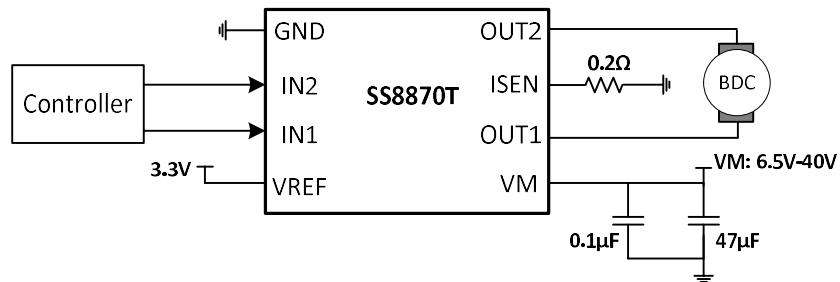 GND
OUT2
0.2Ω
Controller
IN2
SS8870T
ISEN
BDC
IN1
OUT1
3.3V
VREF
VM
VM: 6.5V-40V
0.1µF
47µF